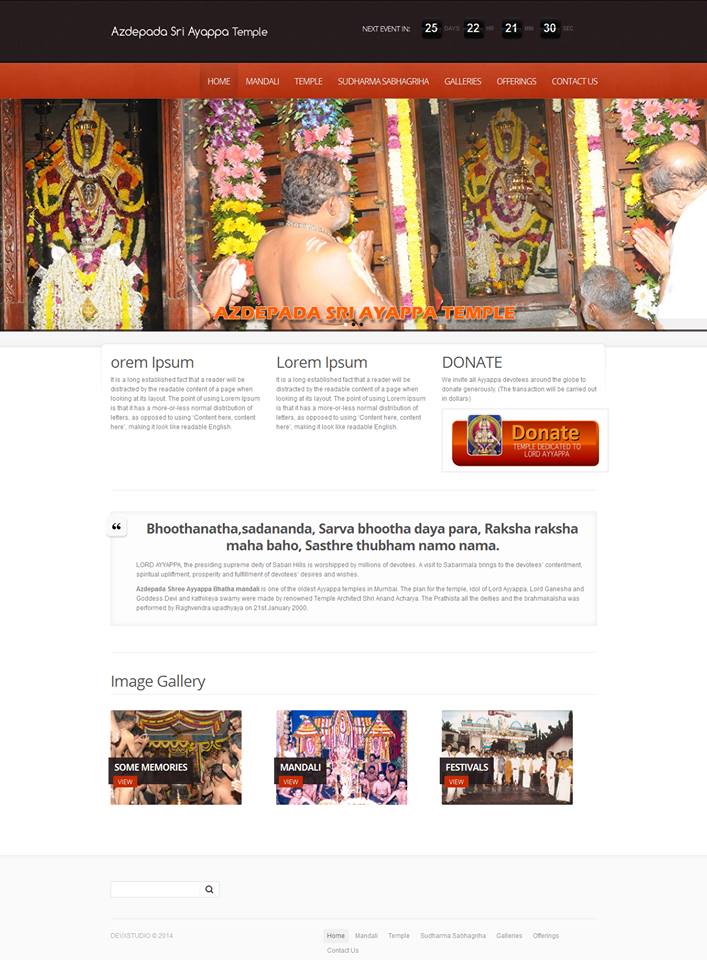 Azdepada Sri Ayappa Temple
NEXT EVENT IN: 25 DAYS 22 HR 21 MIN 30 SEC
HOME MANDALI TEMPLE SUDHARMA SABHAGRIHA GALLERIES OFFERINGS CONTACT US
AZDEPADA SRI AYAPPA TEMPLE
orem Ipsum
It is a long established fact that a reader will be
distracted by the readable content of a page when
looking at its layout. The point of using Lorem Ipsum
is that it has a more-or-less normal distribution of
letters, as opposed to using 'Content here, content
here', making it look like readable English.
Lorem Ipsum
It is a long established fact that a reader will be
distracted by the readable content of a page when
looking at its layout. The point of using Lorem Ipsum
is that it has a more-or-less normal distribution of
letters, as opposed to using 'Content here, content
here', making it look like readable English.
DONATE
We invite all Ayyappa devotees around the globe to
donate generously. (The transaction will be carried out
in dollars)
Donate
TEMPLE DEDICATED TO
LORD AYYAPPA
“
Bhoothanatha,sadananda, Sarva bhootha daya para, Raksha raksha
maha baho, Sasthre thubham namo nama.
LORD AYYAPPA, the presiding supreme deity of Sabari Hills is worshipped by millions of devotees. A visit to Sabarimala brings to the devotees' contentment,
spiritual upliftment, prosperity and fulfillment of devotees' desires and wishes.
Azdepada Shree Ayyappa Bhatha mandali is one of the oldest Ayyappa temples in Mumbai. The plan for the temple, idol of Lord Ayyappa, Lord Ganesha and
Goddess Devi and kathikeya swamy were made by renowned Temple Architect Shri Anand Acharya. The Prathista all the deities and the brahmakalsha was
performed by Raghvendra upadhyaya on 21st January 2000.
Image Gallery
SOME MEMORIES
VIEW
MANDALI
VIEW
FESTIVALS
VIEW
DEVXSTUDIO © 2014
Home Mandali Temple Sudharma Sabhagriha Galleries Offerings
Contact Us